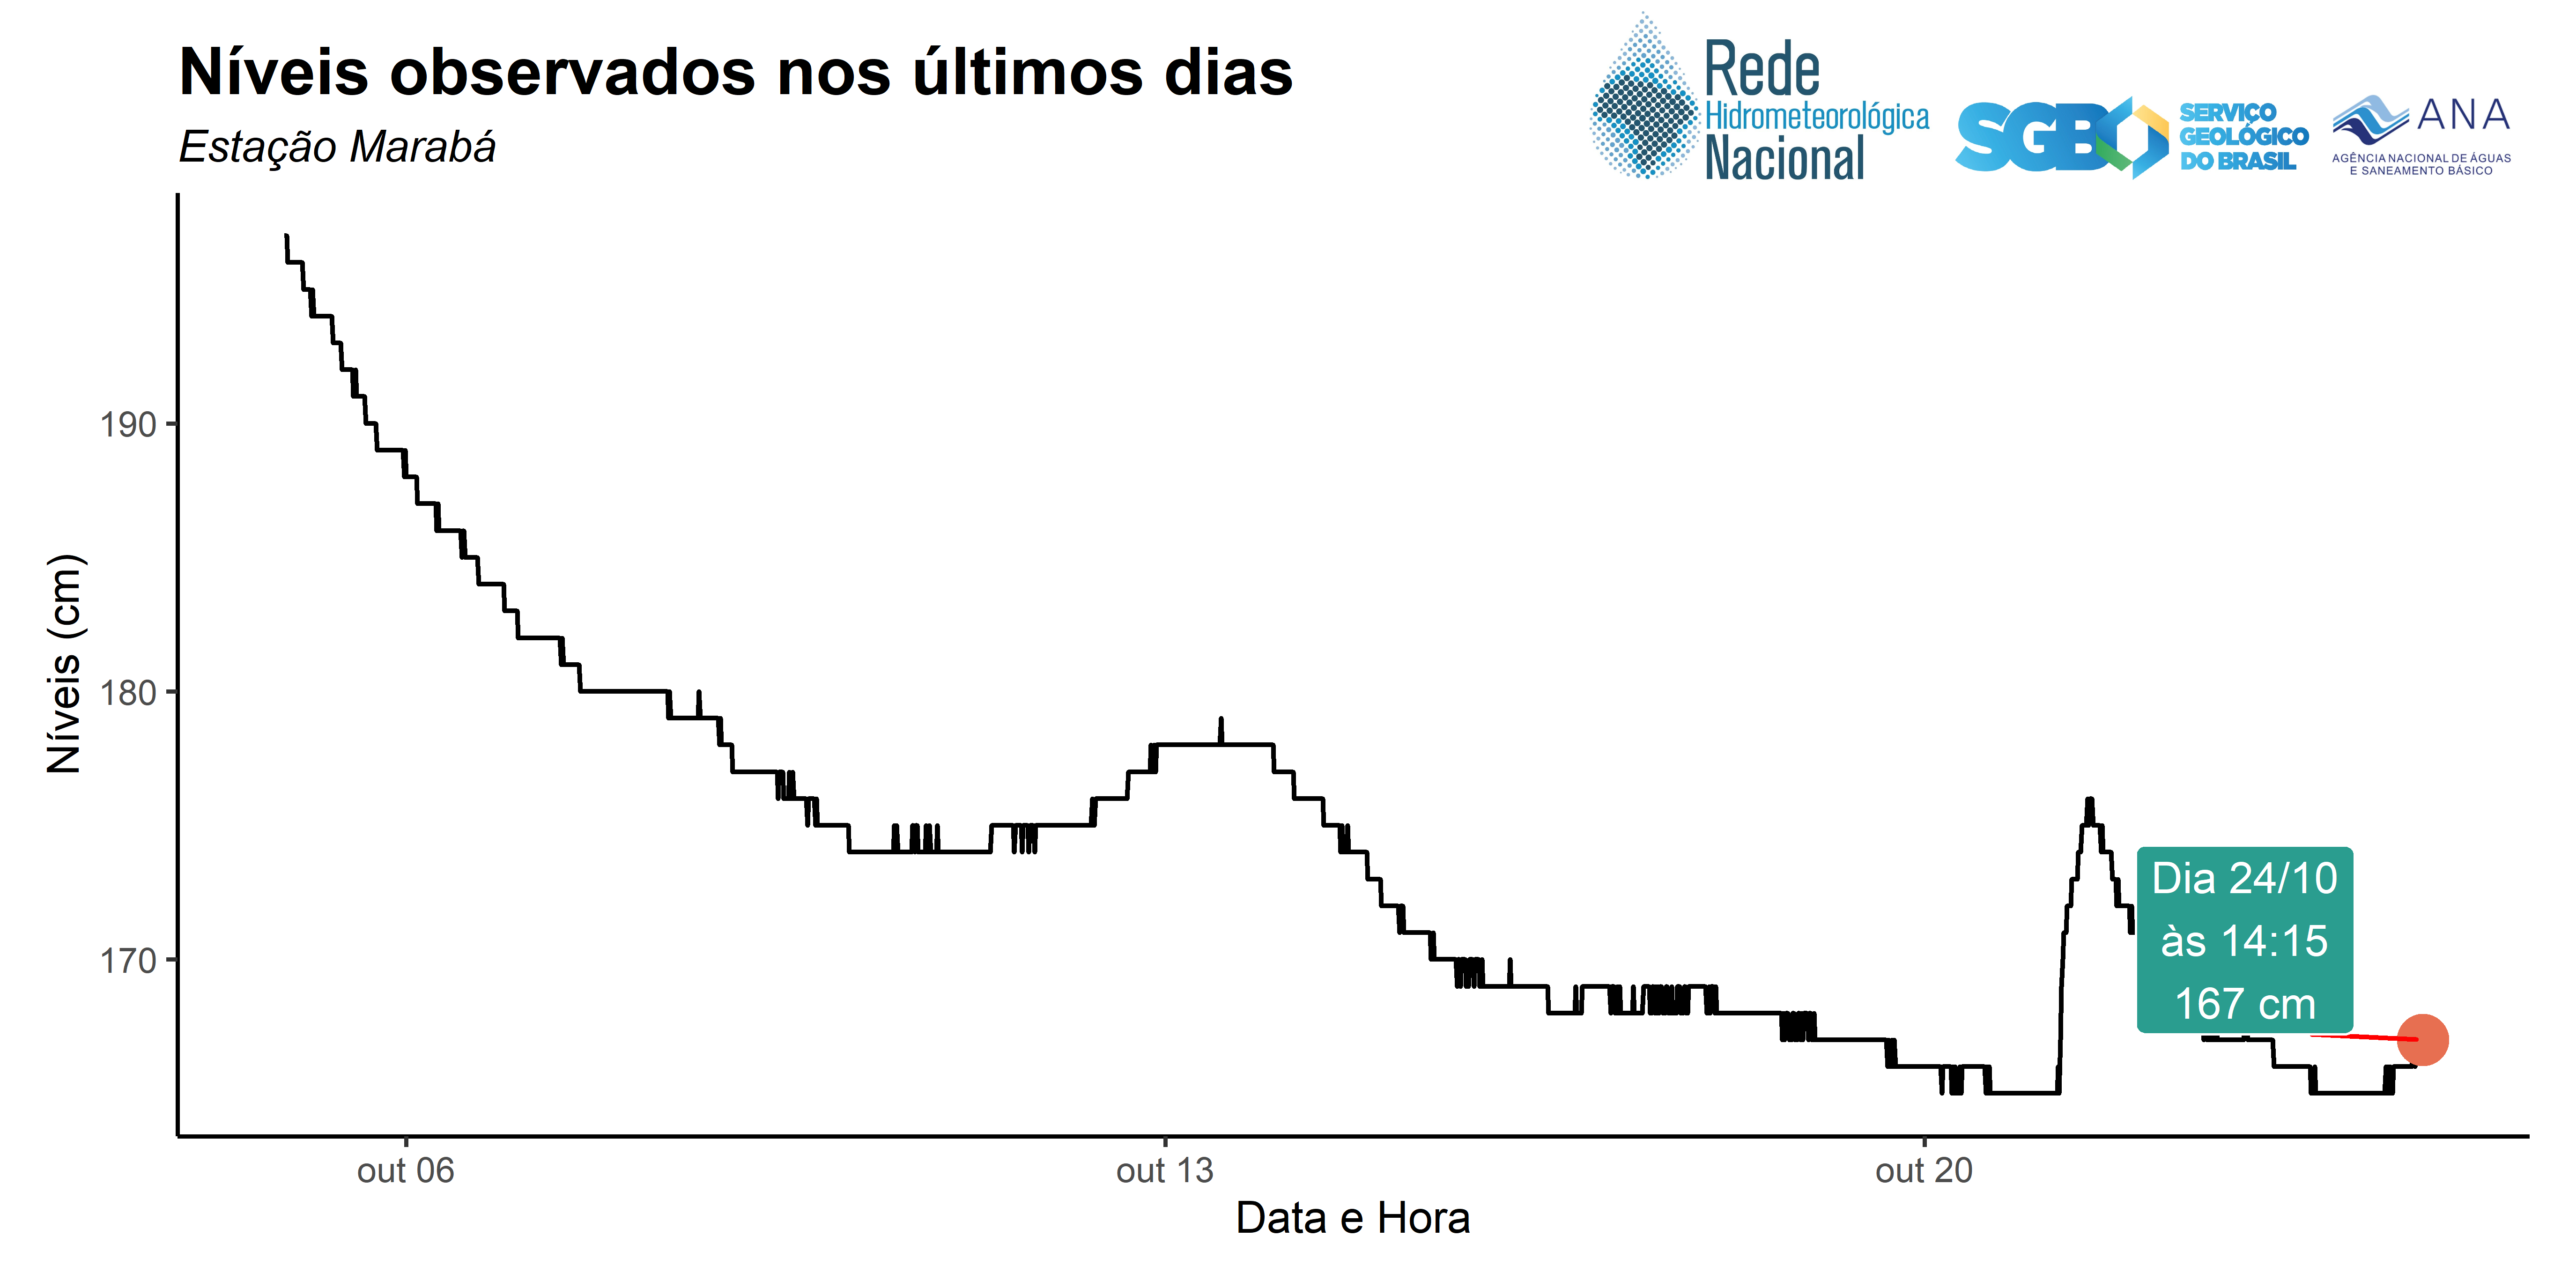 Níveis observados nos últimos dias
Estação Marabá
Rede
Hidrometeorológica
Nacional
SGB
SERVIÇO
GEOLÓGICO
DO BRASIL
ANA
AGÊNCIA NACIONAL DE ÁGUAS
E SANEAMENTO BÁSICO
Níveis (cm)
190
180
170
Dia 24/10
às 14:15
167 cm
out 06
out 13
out 20
Data e Hora